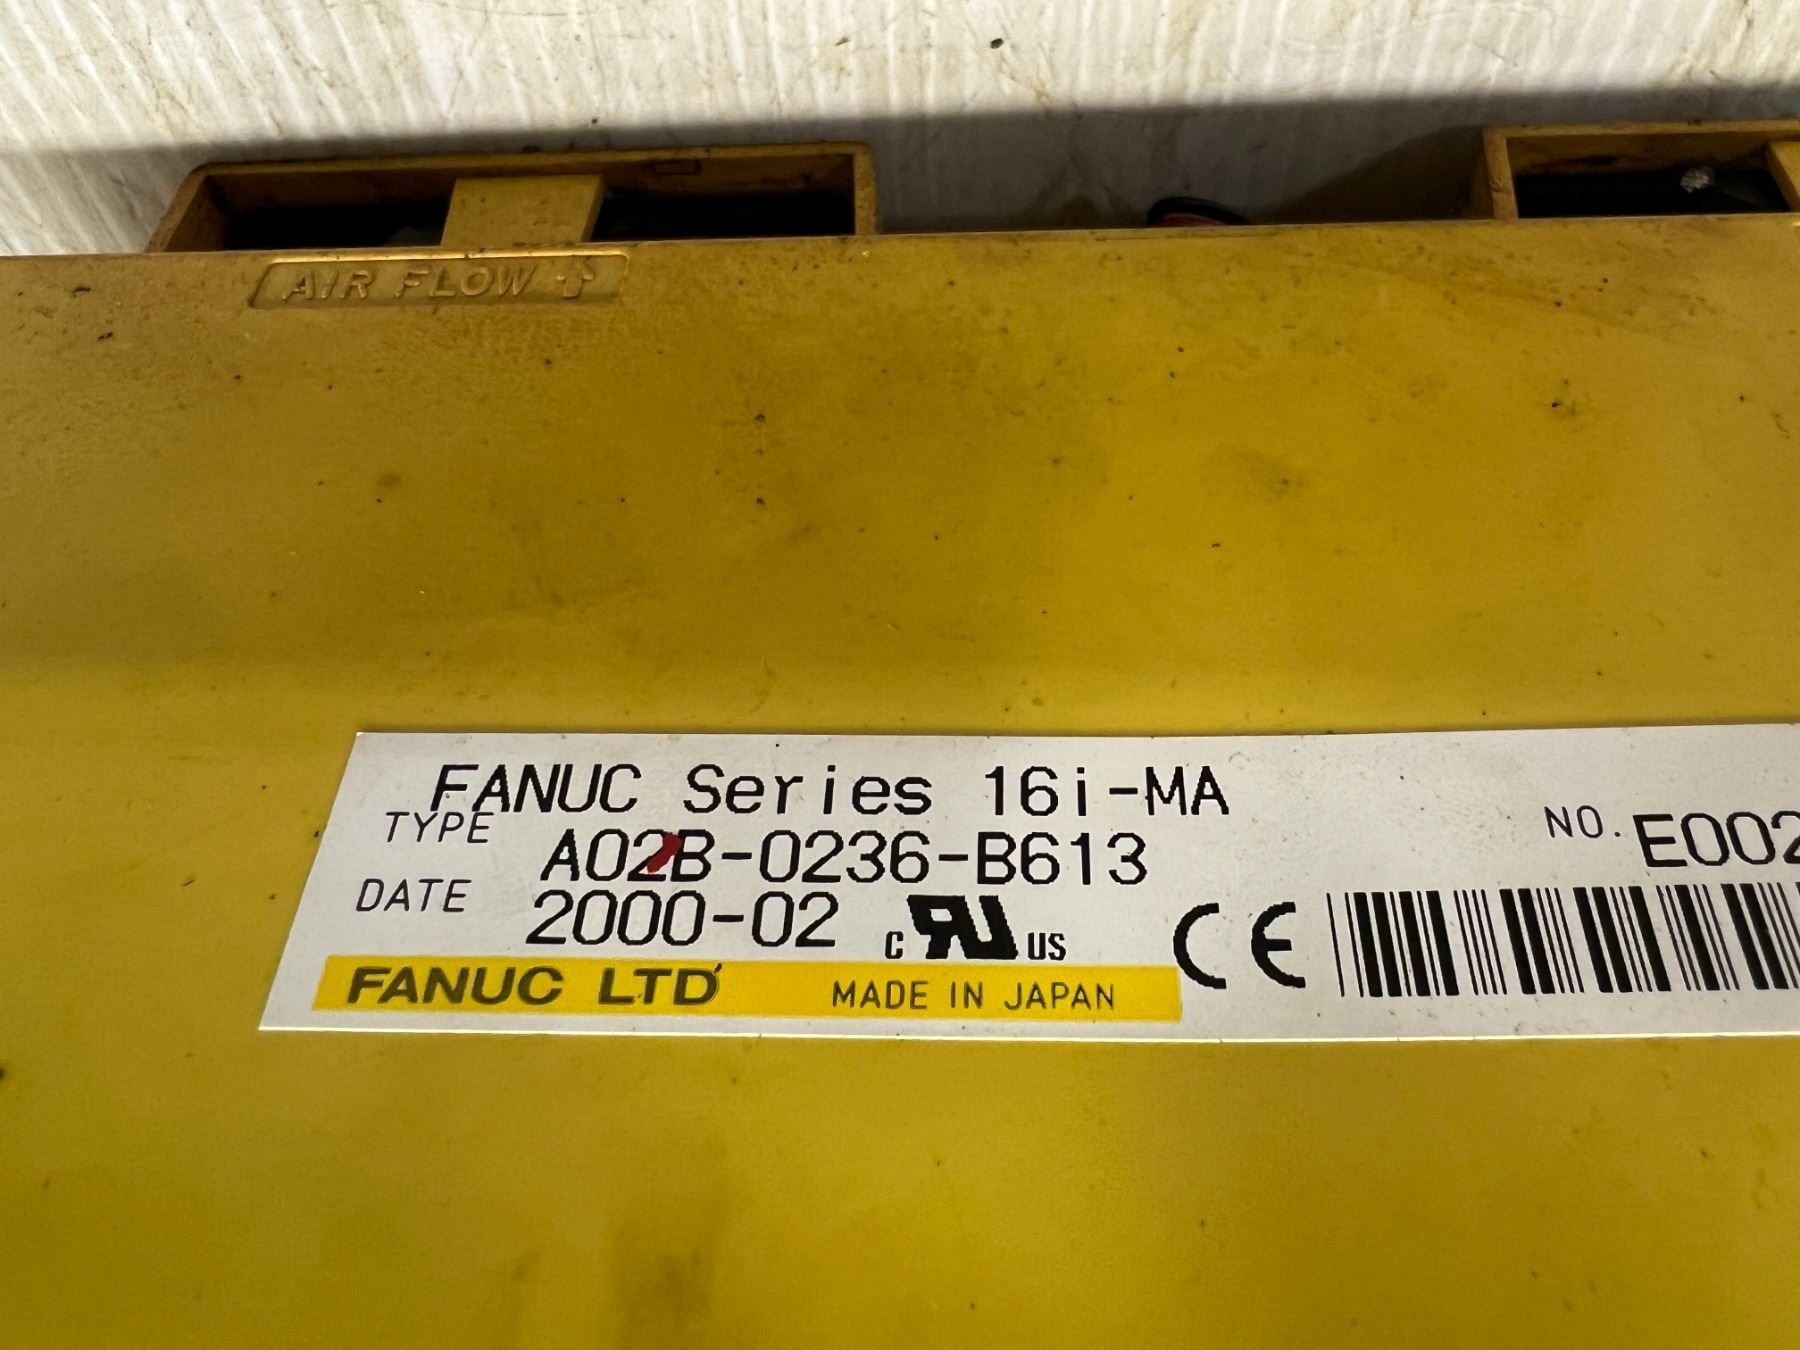 AIR FLOW ⇧
FANUC Series 16i-MA
TYPE A02B-0236-B613
NO. E002
DATE 2000-02 c RU US CE
FANUC LTD MADE IN JAPAN